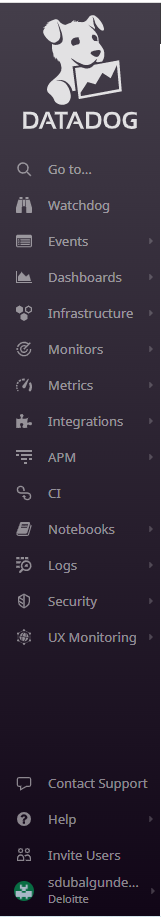 DATADOG
Go to...
Watchdog
Events
Dashboards
Infrastructure
Monitors
Metrics
Integrations
APM
CI
Notebooks
Logs
Security
UX Monitoring
Contact Support
Help
Invite Users
sdubalgunde...
Deloitte